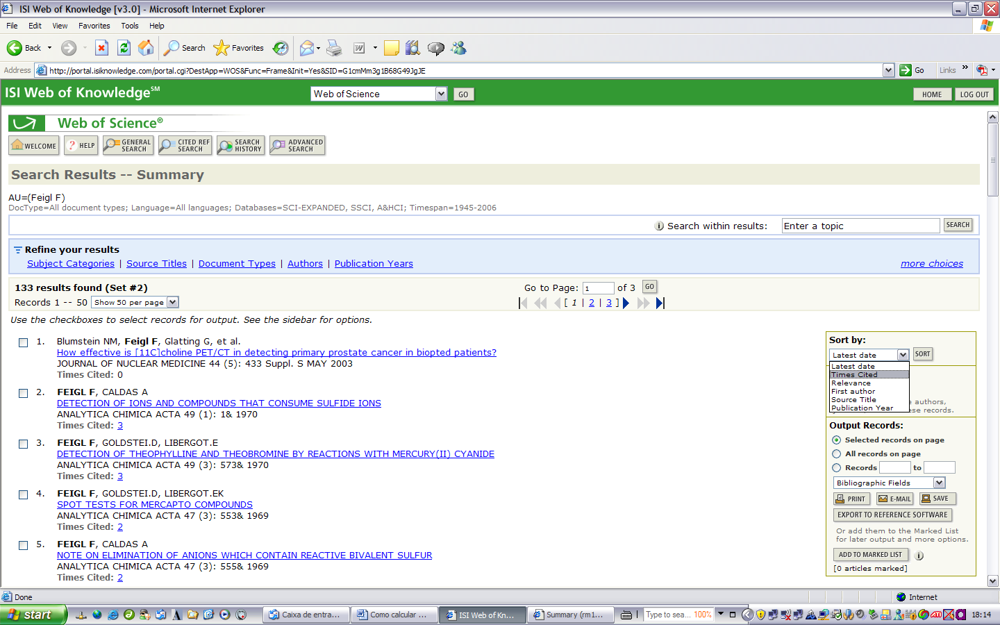 ISI Web of Knowledge [v3.0] - Microsoft Internet Explorer
File Edit View Favorites Tools Help
Back Search Favorites
Address http://portal.isiknowledge.com/portal.cgi?DestApp=WOS&Func=Frame&Init=Yes&SID=G1cmMm3g1B68G49JgJE Go Links
ISI Web of Knowledge SM Web of Science GO HOME LOG OUT
Web of Science®
WELCOME HELP GENERAL SEARCH CITED REF SEARCH SEARCH HISTORY ADVANCED SEARCH
Search Results -- Summary
AU=(Feigl F)
DocType=All document types; Language=All languages; Databases=SCI-EXPANDED, SSCI, A&HCI; Timespan=1945-2006
Search within results: Enter a topic SEARCH
Refine your results
Subject Categories | Source Titles | Document Types | Authors | Publication Years more choices
133 results found (Set #2) Go to Page: 1 of 3 GO
Records 1 -- 50 Show 50 per page [ 1 | 2 | 3 ]
Use the checkboxes to select records for output. See the sidebar for options.
1. Blumstein NM, Feigl F, Glatting G, et al.
How effective is [11C]choline PET/CT in detecting primary prostate cancer in biopted patients?
JOURNAL OF NUCLEAR MEDICINE 44 (5): 433 Suppl. S MAY 2003
Times Cited: 0
2. FEIGL F, CALDAS A
DETECTION OF IONS AND COMPOUNDS THAT CONSUME SULFIDE IONS
ANALYTICA CHIMICA ACTA 49 (1): 1& 1970
Times Cited: 3
3. FEIGL F, GOLDSTEI.D, LIBERGOT.E
DETECTION OF THEOPHYLLINE AND THEOBROMINE BY REACTIONS WITH MERCURY(II) CYANIDE
ANALYTICA CHIMICA ACTA 49 (3): 573& 1970
Times Cited: 3
4. FEIGL F, GOLDSTEI.D, LIBERGOT.EK
SPOT TESTS FOR MERCAPTO COMPOUNDS
ANALYTICA CHIMICA ACTA 47 (3): 553& 1969
Times Cited: 2
5. FEIGL F, CALDAS A
NOTE ON ELIMINATION OF ANIONS WHICH CONTAIN REACTIVE BIVALENT SULFUR
ANALYTICA CHIMICA ACTA 47 (3): 555& 1969
Times Cited: 2
Sort by:
Latest date SORT
Latest date
Times Cited
Relevance
First author
Source Title authors,
Publication Year ese records.
Output Records:
Selected records on page
All records on page
Records to
Bibliographic Fields
PRINT E-MAIL SAVE
EXPORT TO REFERENCE SOFTWARE
Or add them to the Marked List
for later output and more options.
ADD TO MARKED LIST
[0 articles marked]
Done Internet
start Caixa de entra... Como calcular ... ISI Web of Kn... Summary (rm1... Type to sea... 100% 18:14